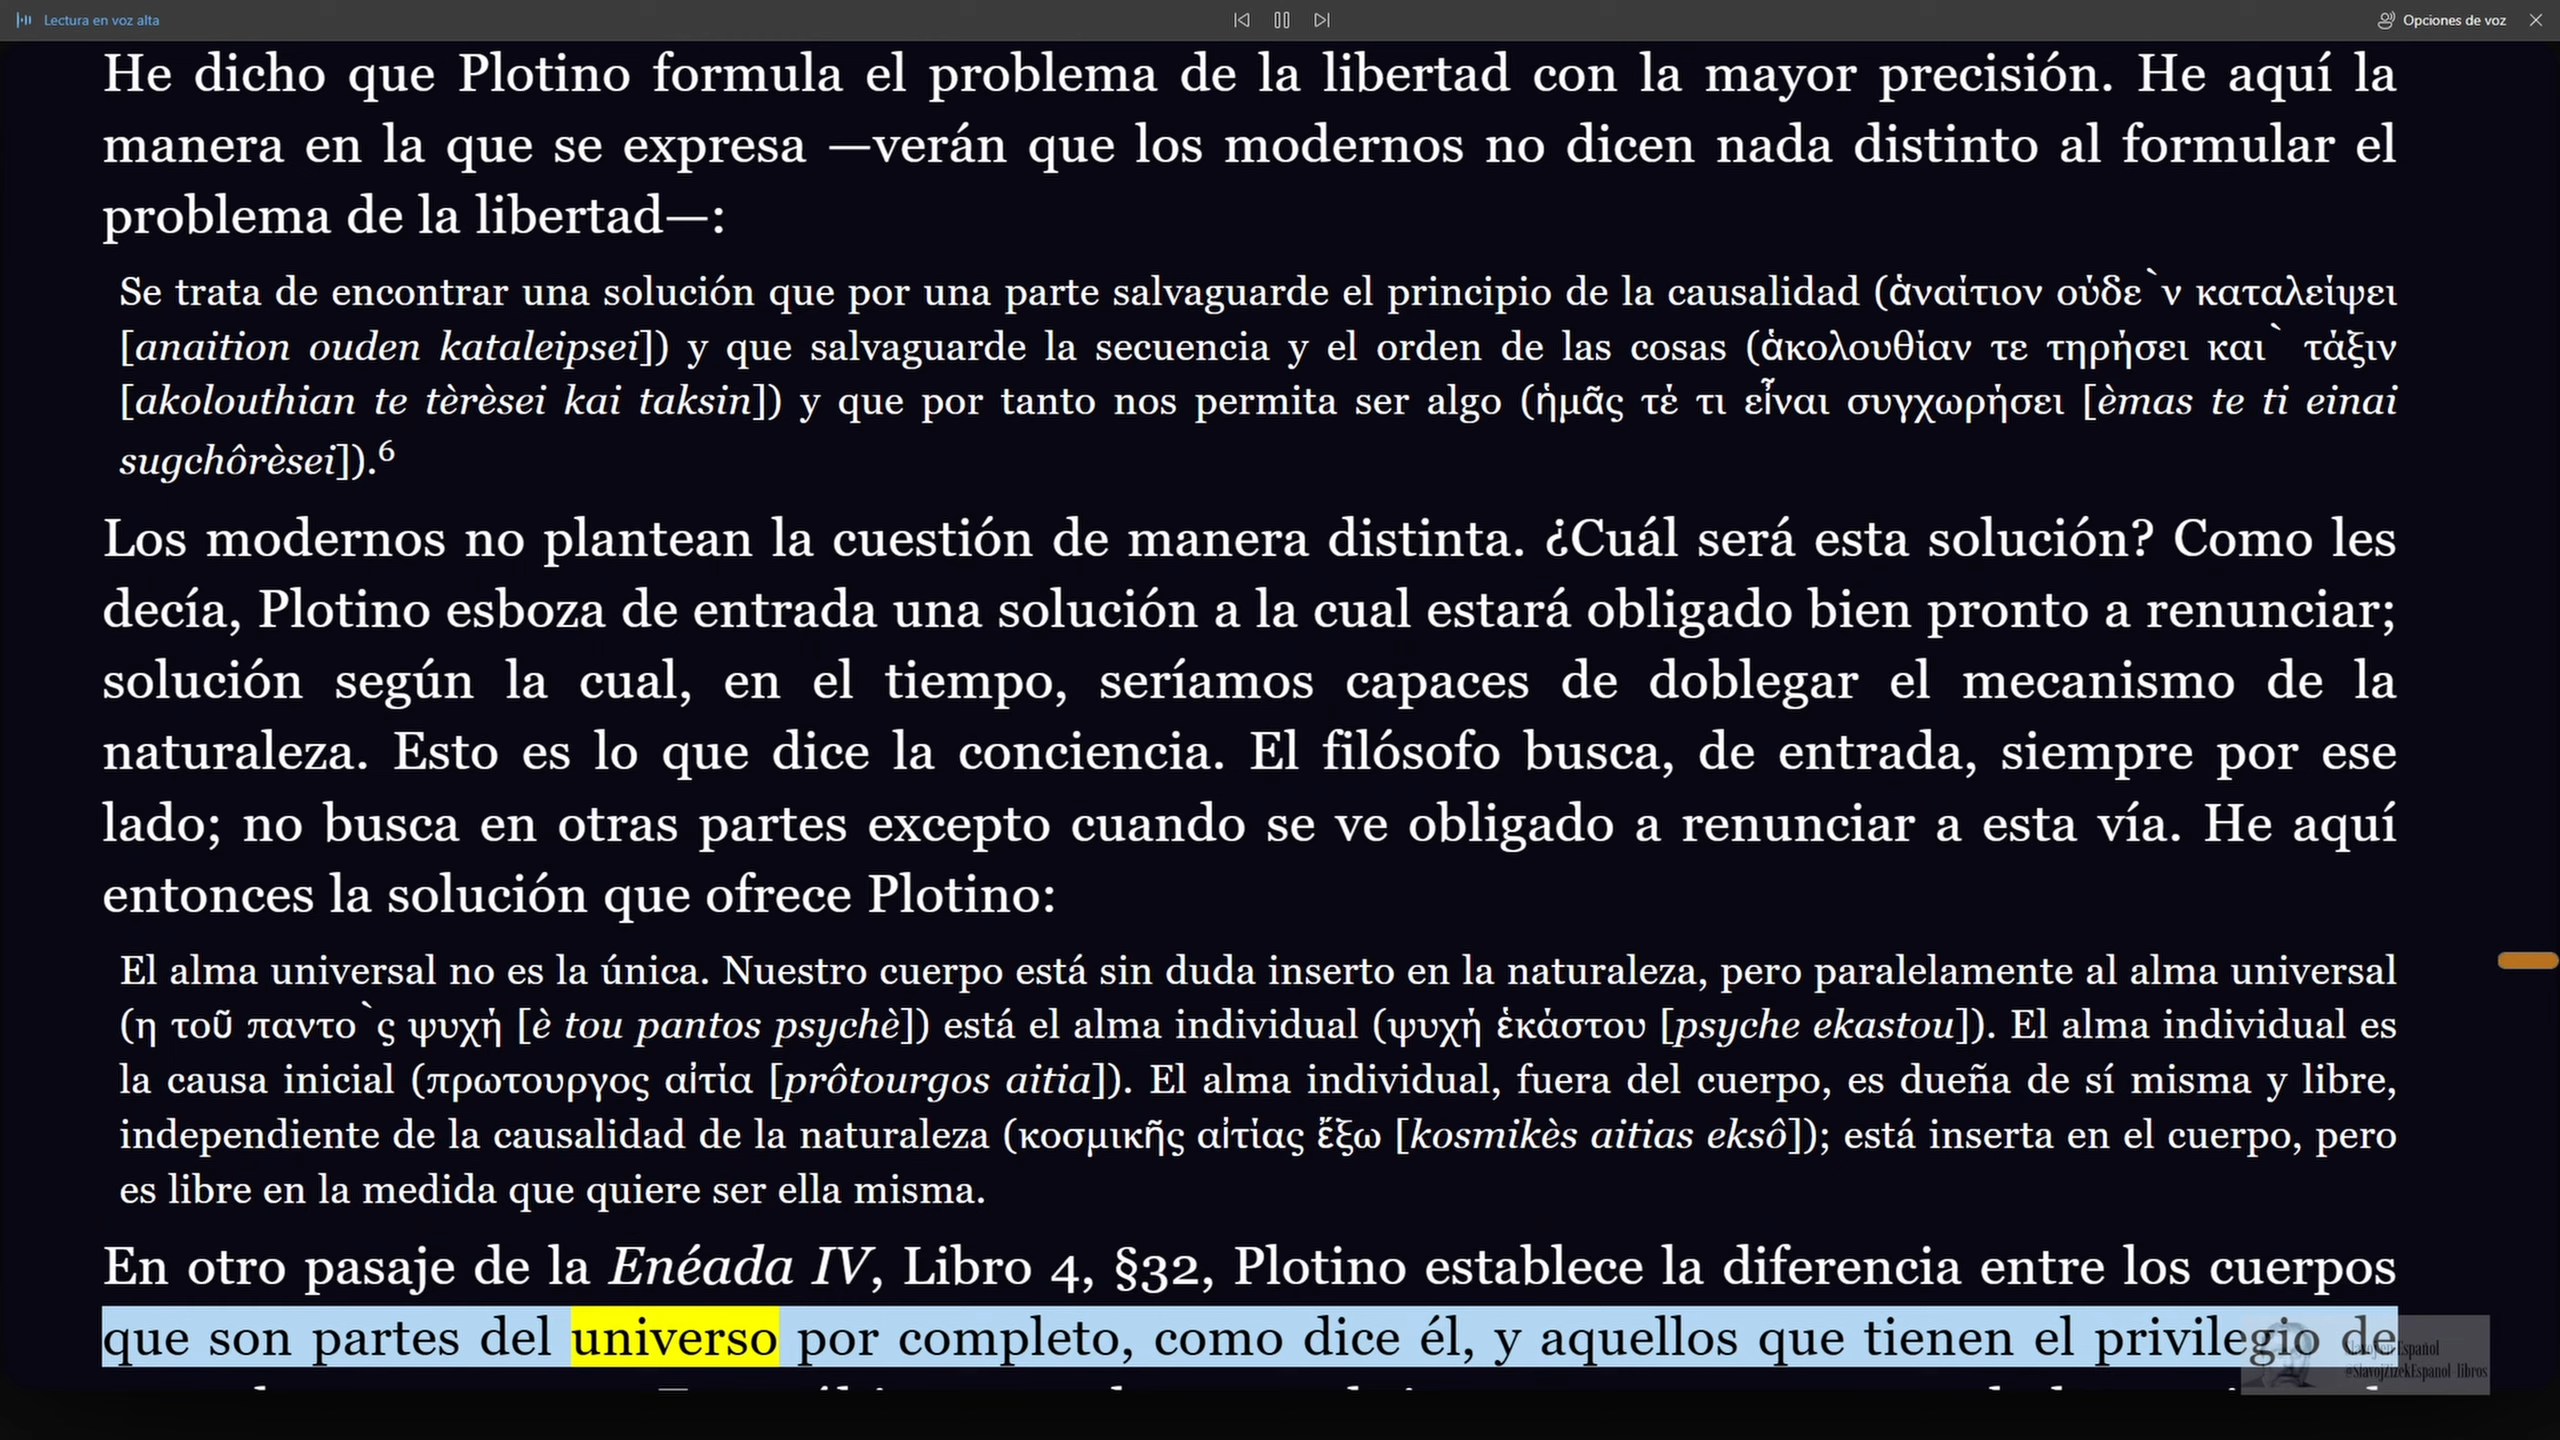 Lectura en voz alta
Opciones de voz
He dicho que Plotino formula el problema de la libertad con la mayor precisión. He aquí la
manera en la que se expresa —verán que los modernos no dicen nada distinto al formular el
problema de la libertad—:
Se trata de encontrar una solución que por una parte salvaguarde el principio de la causalidad (ἀναίτιον οὐδε`ν καταλείψει
[anaition ouden kataleipsei]) y que salvaguarde la secuencia y el orden de las cosas (ἀκολουθίαν τε τηρήσει και` τάξιν
[akolouthian te tèrèsei kai taksin]) y que por tanto nos permita ser algo (ἡμᾶς τέ τι εἶναι συγχωρήσει [èmas te ti einai
sugchôrèsei]).⁶
Los modernos no plantean la cuestión de manera distinta. ¿Cuál será esta solución? Como les
decía, Plotino esboza de entrada una solución a la cual estará obligado bien pronto a renunciar;
solución según la cual, en el tiempo, seríamos capaces de doblegar el mecanismo de la
naturaleza. Esto es lo que dice la conciencia. El filósofo busca, de entrada, siempre por ese
lado; no busca en otras partes excepto cuando se ve obligado a renunciar a esta vía. He aquí
entonces la solución que ofrece Plotino:
El alma universal no es la única. Nuestro cuerpo está sin duda inserto en la naturaleza, pero paralelamente al alma universal
(η τοῦ παντο`ς ψυχή [è tou pantos psychè]) está el alma individual (ψυχή ἑκάστου [psyche ekastou]). El alma individual es
la causa inicial (πρωτουργος αἰτία [prôtourgos aitia]). El alma individual, fuera del cuerpo, es dueña de sí misma y libre,
independiente de la causalidad de la naturaleza (κοσμικῆς αἰτίας ἔξω [kosmikès aitias eksô]); está inserta en el cuerpo, pero
es libre en la medida que quiere ser ella misma.
En otro pasaje de la Enéada IV, Libro 4, §32, Plotino establece la diferencia entre los cuerpos
que son partes del universo por completo, como dice él, y aquellos que tienen el privilegio de
Slavoj en Español
@SlavojZizekEspanol libros